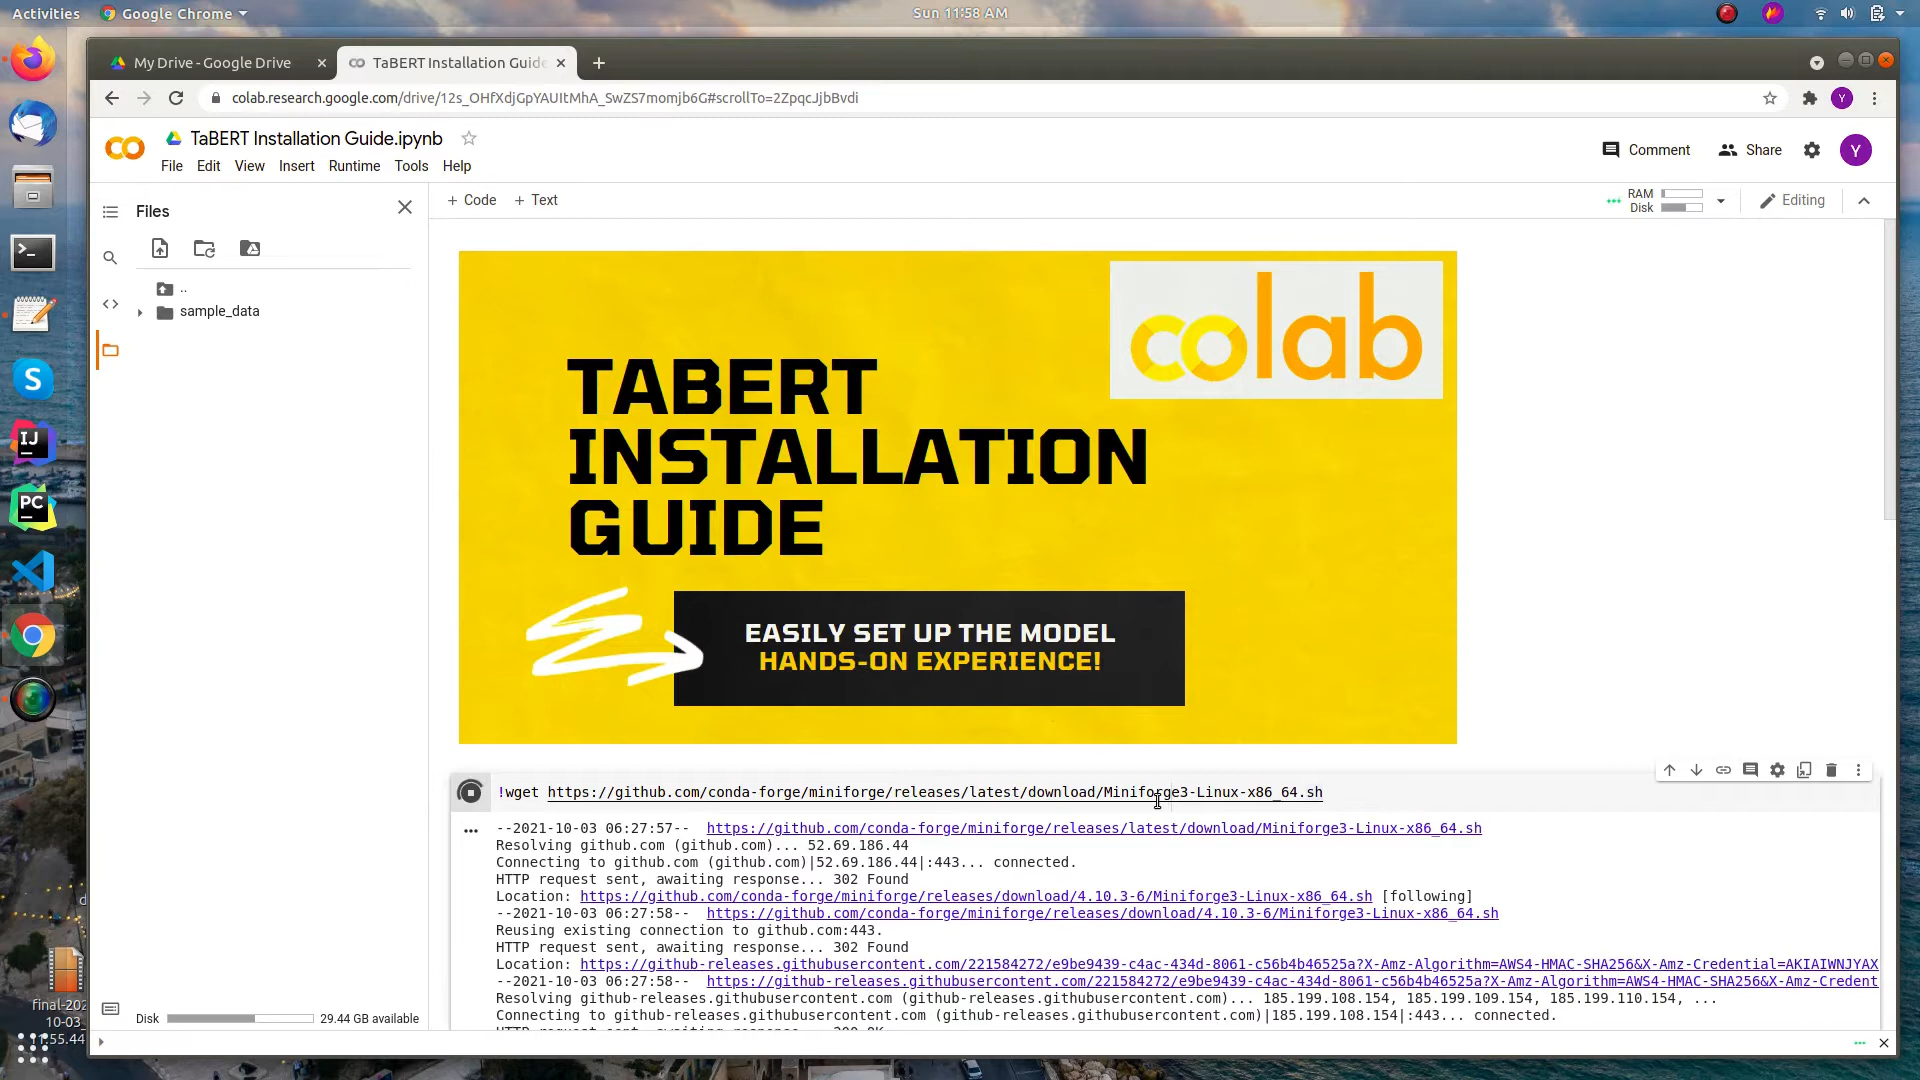 Activities
Google Chrome
Sun 11:58 AM
My Drive - Google Drive
TaBERT Installation Guide
colab.research.google.com/drive/12s_OHfXdjGpYAUItMhA_SwZS7momjb6G#scrollTo=2ZpqcJjbBvdi
Y
TaBERT Installation Guide.ipynb
File Edit View Insert Runtime Tools Help
Comment
Share
Y
Files
+ Code + Text
RAM
Disk
Editing
..
sample_data
colab
TABERT
INSTALLATION
GUIDE
EASILY SET UP THE MODEL
HANDS-ON EXPERIENCE!
!wget https://github.com/conda-forge/miniforge/releases/latest/download/Miniforge3-Linux-x86_64.sh
--2021-10-03 06:27:57--  https://github.com/conda-forge/miniforge/releases/latest/download/Miniforge3-Linux-x86_64.sh
Resolving github.com (github.com)... 52.69.186.44
Connecting to github.com (github.com)|52.69.186.44|:443... connected.
HTTP request sent, awaiting response... 302 Found
Location: https://github.com/conda-forge/miniforge/releases/download/4.10.3-6/Miniforge3-Linux-x86_64.sh [following]
--2021-10-03 06:27:58--  https://github.com/conda-forge/miniforge/releases/download/4.10.3-6/Miniforge3-Linux-x86_64.sh
Reusing existing connection to github.com:443.
HTTP request sent, awaiting response... 302 Found
Location: https://github-releases.githubusercontent.com/221584272/e9be9439-c4ac-434d-8061-c56b4b46525a?X-Amz-Algorithm=AWS4-HMAC-SHA256&X-Amz-Credential=AKIAIWNJYAX
--2021-10-03 06:27:58--  https://github-releases.githubusercontent.com/221584272/e9be9439-c4ac-434d-8061-c56b4b46525a?X-Amz-Algorithm=AWS4-HMAC-SHA256&X-Amz-Credent
Resolving github-releases.githubusercontent.com (github-releases.githubusercontent.com)... 185.199.108.154, 185.199.109.154, 185.199.110.154, ...
Connecting to github-releases.githubusercontent.com (github-releases.githubusercontent.com)|185.199.108.154|:443... connected.
Disk
29.44 GB available
S
IJ
PC
final-202
10-03
11:55.44